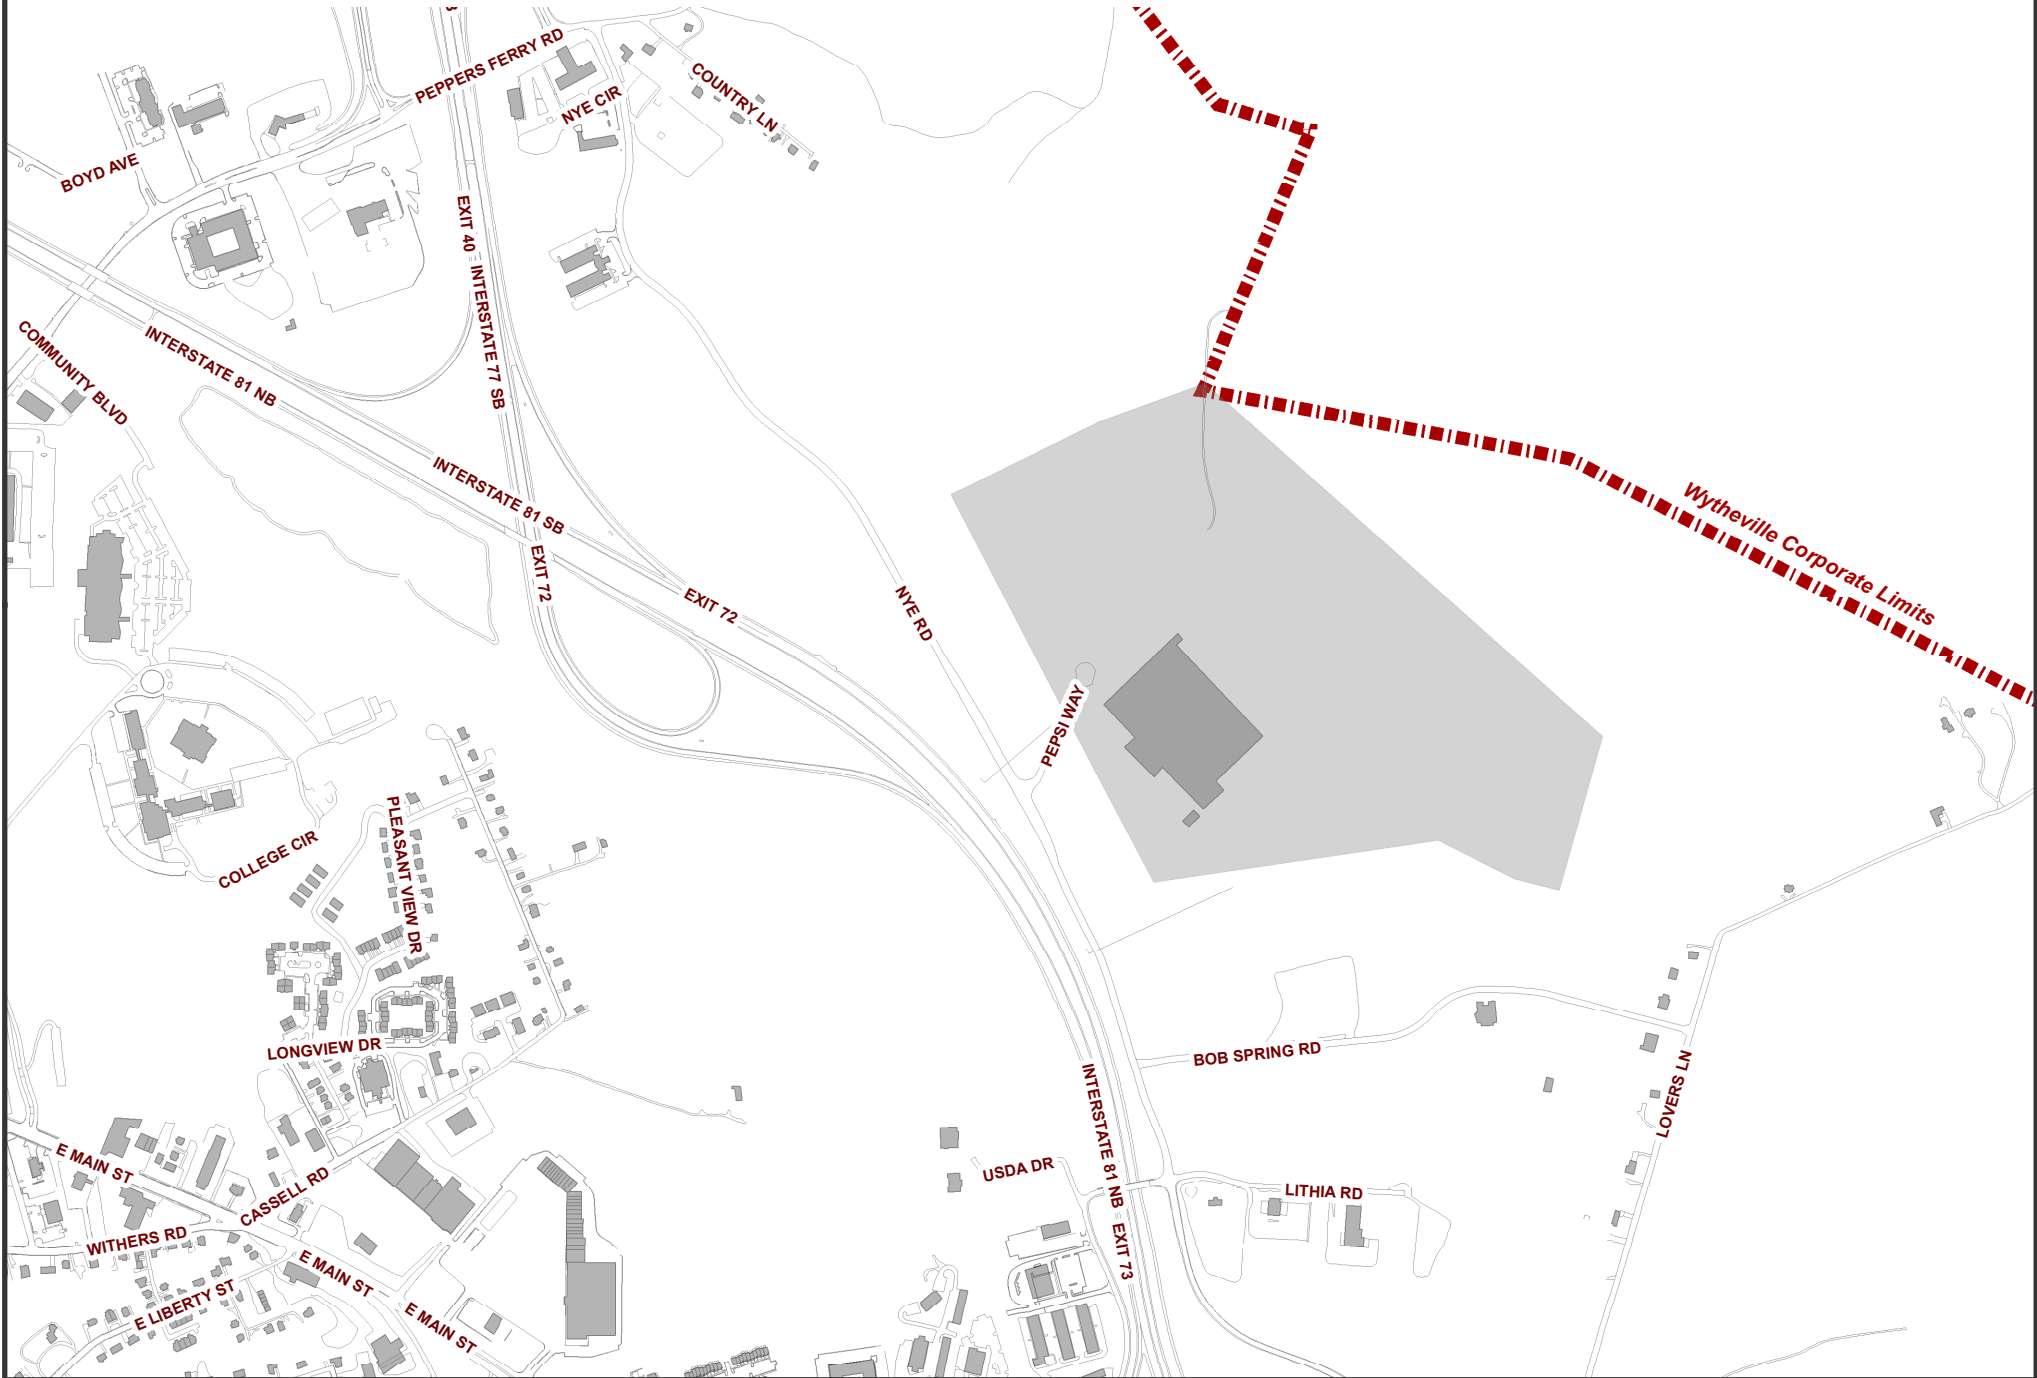 PEPPERS FERRY RD
COUNTRY LN
NYE CIR
BOYD AVE
EXIT 40
INTERSTATE 77 SB
COMMUNITY BLVD
INTERSTATE 81 NB
INTERSTATE 81 SB
Wytheville Corporate Limits
EXIT 72
EXIT 72
NYE RD
PEPSI WAY
PLEASANT VIEW DR
COLLEGE CIR
LONGVIEW DR
BOB SPRING RD
LOVERS LN
INTERSTATE 81 NB
E MAIN ST
USDA DR
LITHIA RD
CASSELL RD
WITHERS RD
EXIT 73
E MAIN ST
E LIBERTY ST
E MAIN ST